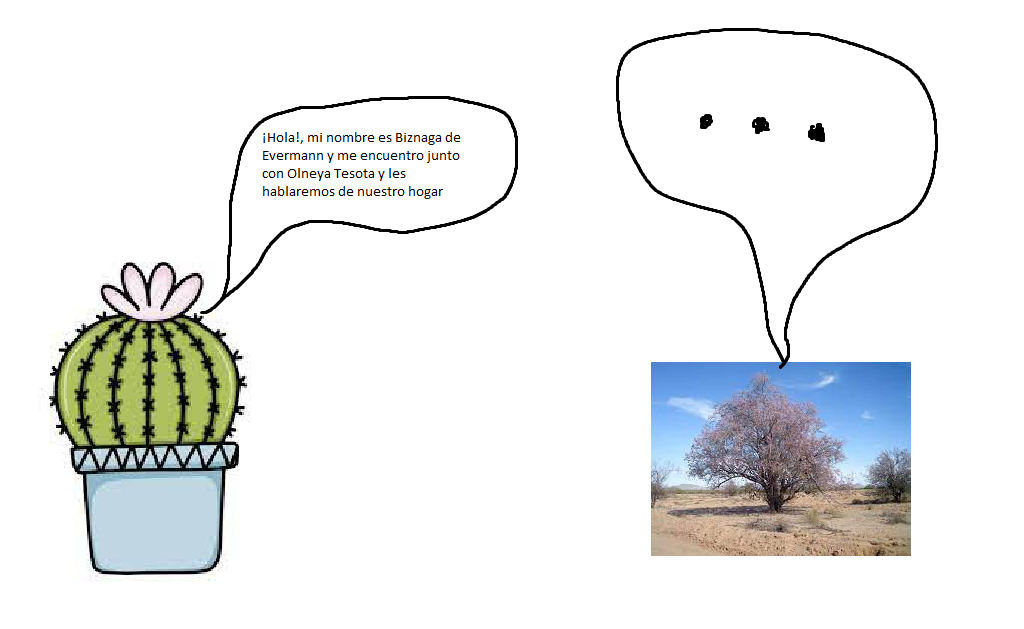 ¡Hola!, mi nombre es Biznaga de
Evermann y me encuentro junto
con Olneya Tesota y les
hablaremos de nuestro hogar
. . .